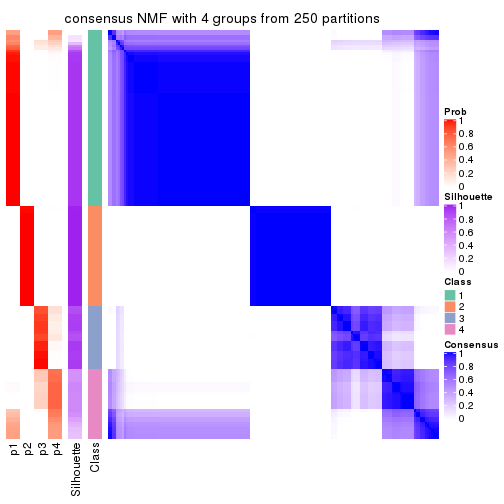 consensus NMF with 4 groups from 250 partitions
Prob
1
0.8
0.6
0.4
0.2
0
Silhouette
1
0.8
0.6
0.4
0.2
0
Class
1
2
3
4
Consensus
1
0.8
0.6
0.4
0.2
0
p1
p2
p3
p4
Silhouette
Class